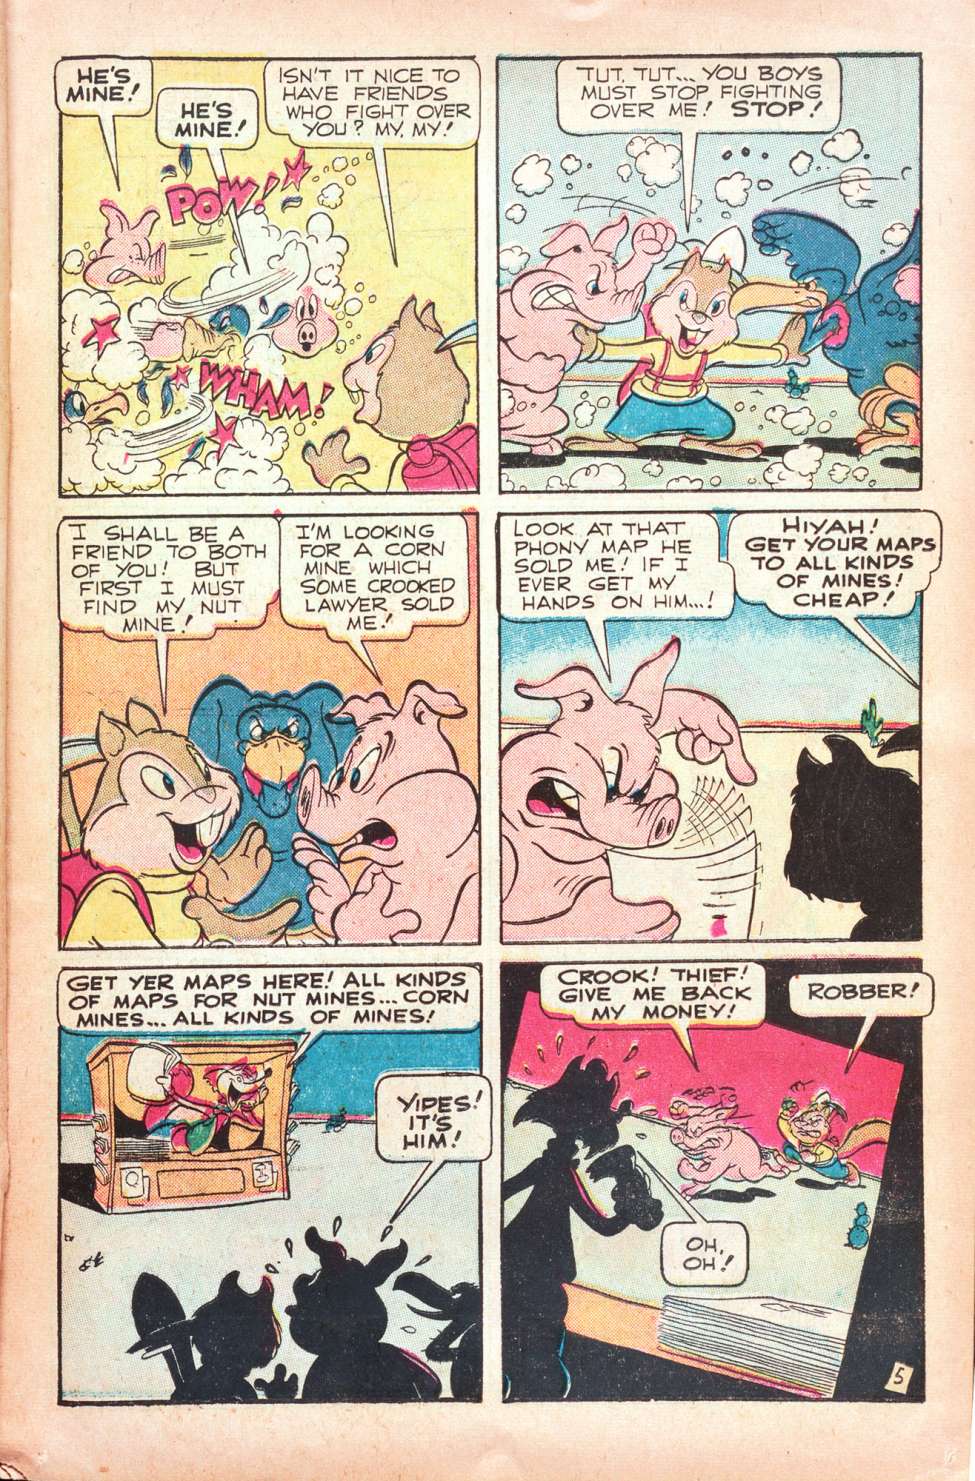 HE'S
MINE!
HE'S
MINE!
ISN'T IT NICE TO
HAVE FRIENDS
WHO FIGHT OVER
YOU? MY, MY!
POW!
WHAM!
TUT, TUT... YOU BOYS
MUST STOP FIGHTING
OVER ME! STOP!
I SHALL BE A
FRIEND TO BOTH
OF YOU! BUT
FIRST I MUST
FIND MY NUT
MINE!
I'M LOOKING
FOR A CORN
MINE WHICH
SOME CROOKED
LAWYER SOLD
ME!
LOOK AT THAT
PHONY MAP HE
SOLD ME! IF I
EVER GET MY
HANDS ON HIM...!
HIYAH!
GET YOUR MAPS
TO ALL KINDS
OF MINES!
CHEAP!
GET YER MAPS HERE! ALL KINDS
OF MAPS FOR NUT MINES... CORN
MINES... ALL KINDS OF MINES!
YIPES!
IT'S
HIM!
CROOK! THIEF!
GIVE ME BACK
MY MONEY!
ROBBER!
OH,
OH!
5